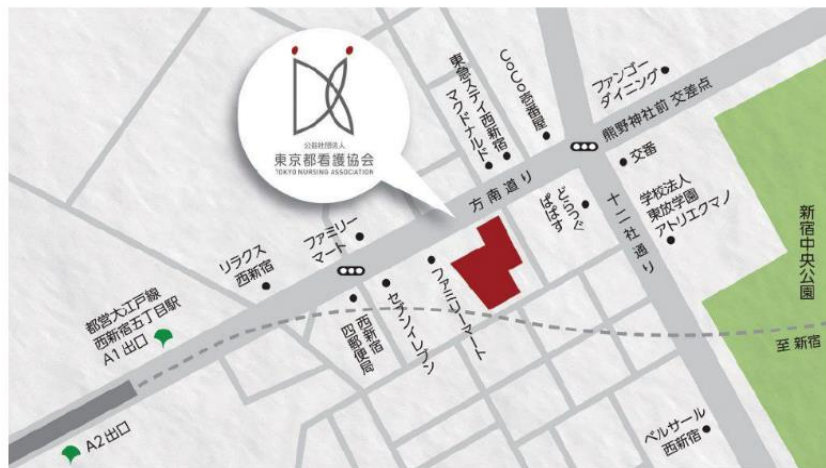 公益社団法人
東京都看護協会
TOKYO NURSING ASSOCIATION
東急ステイ西新宿
マクドナルド
CoCo壱番屋
ファンゴー
ダイニング
熊野神社前 交差点
方南通り
交番
学校法人
東放学園
アトリエクマノ
十二社通り
どらっぐ
ぱぱす
新宿中央公園
至 新宿
リラクス
西新宿
ファミリー
マート
都営大江戸線
西新宿五丁目駅
A1出口
A2出口
西新宿
四郵便局
セブンイレブン
ファミリーマート
ベルサール
西新宿